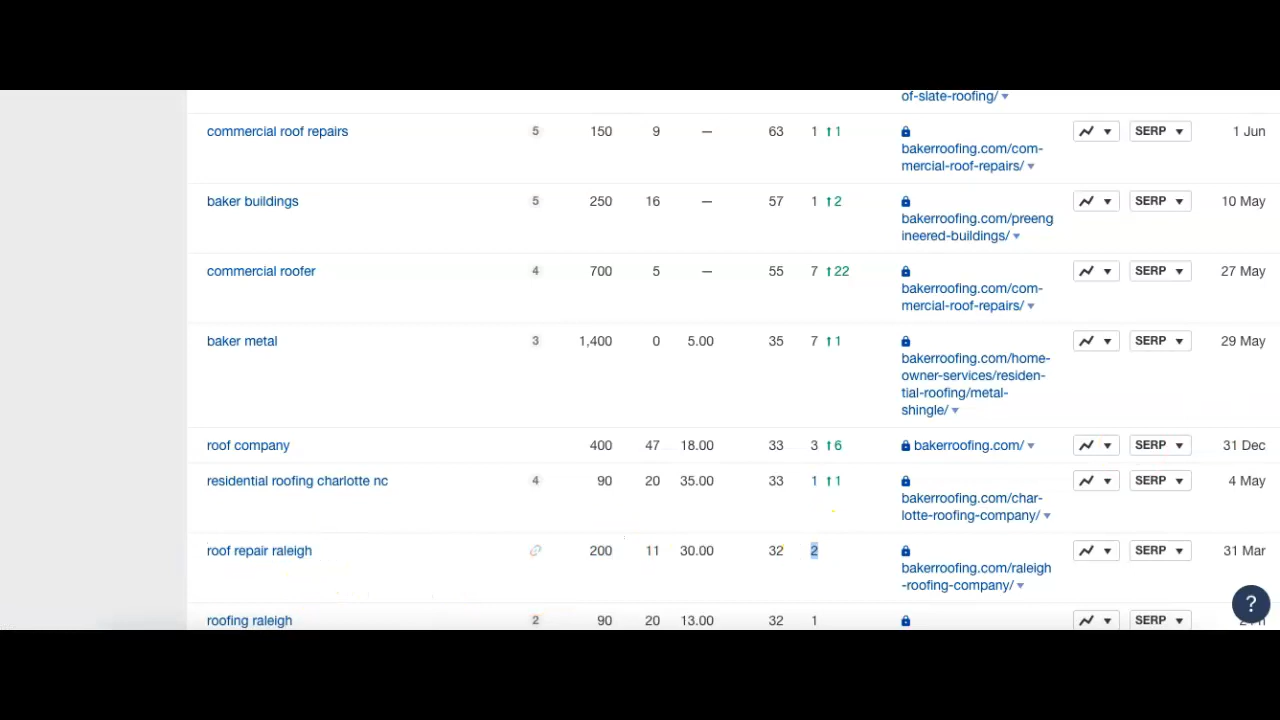 of-slate-roofing/
commercial roof repairs 5 150 9 — 63 1 ↑1 SERP 1 Jun
bakerroofing.com/com-
mercial-roof-repairs/
baker buildings 5 250 16 — 57 1 ↑2 SERP 10 May
bakerroofing.com/preeng
ineered-buildings/
commercial roofer 4 700 5 — 55 7 ↑22 SERP 27 May
bakerroofing.com/com-
mercial-roof-repairs/
baker metal 3 1,400 0 5.00 35 7 ↑1 SERP 29 May
bakerroofing.com/home-
owner-services/residen-
tial-roofing/metal-
shingle/
roof company 400 47 18.00 33 3 ↑6 bakerroofing.com/ SERP 31 Dec
residential roofing charlotte nc 4 90 20 35.00 33 1 ↑1 SERP 4 May
bakerroofing.com/char-
lotte-roofing-company/
roof repair raleigh 200 11 30.00 32 2 SERP 31 Mar
bakerroofing.com/raleigh
-roofing-company/
?
roofing raleigh 2 90 20 13.00 32 1 SERP